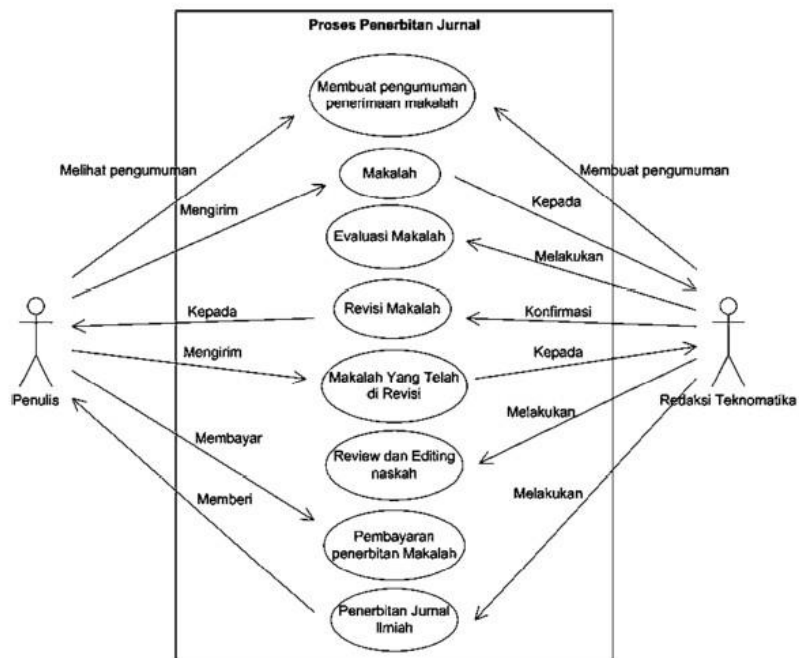 Proses Penerbitan Jurnal
Membuat pengumuman
penerimaan makalah
Melihat pengumuman
Membuat pengumuman
Makalah
Mengirim
Kepada
Evaluasi Makalah
Melakukan
Revisi Makalah
Kepada
Konfirmasi
Mengirim
Kepada
Makalah Yang Telah
di Revisi
Penulis
Redaksi Teknomatika
Melakukan
Membayar
Review dan Editing
naskah
Memberi
Melakukan
Pembayaran
penerbitan Makalah
Penerbitan Jurnal
Ilmiah